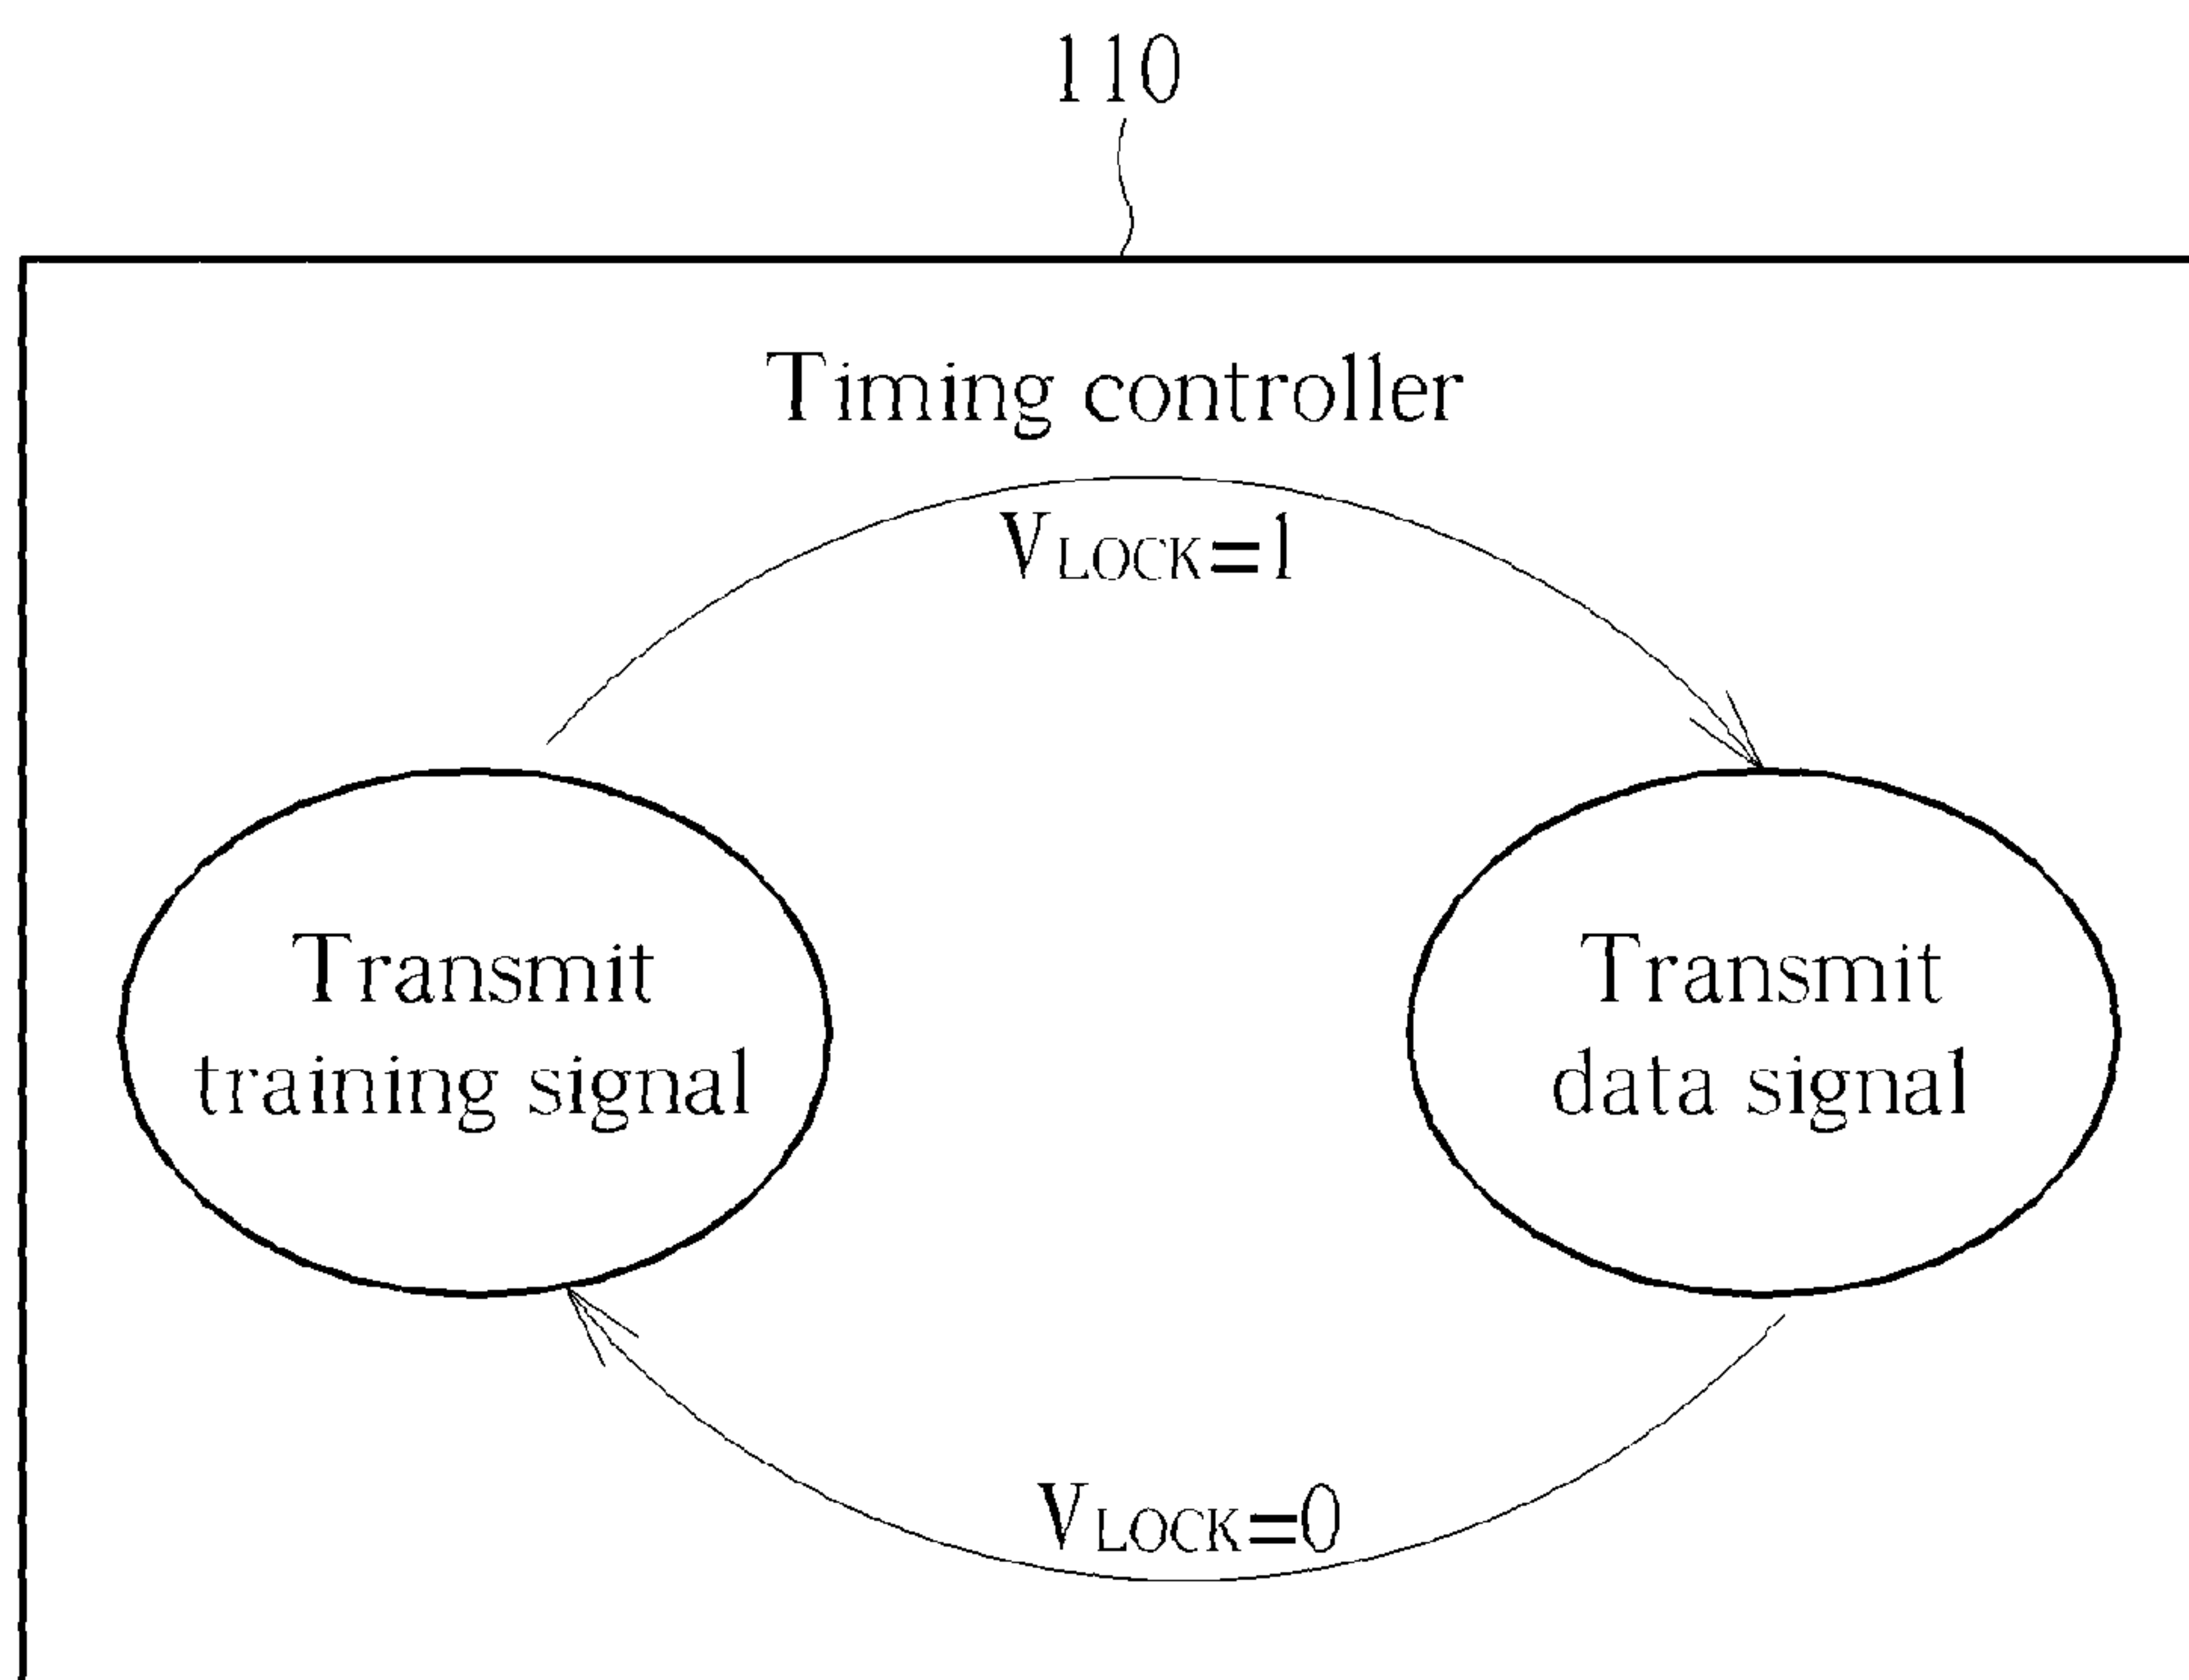 110
Timing controller
VLOCK=1
Transmit
training signal
Transmit
data signal
VLOCK=0